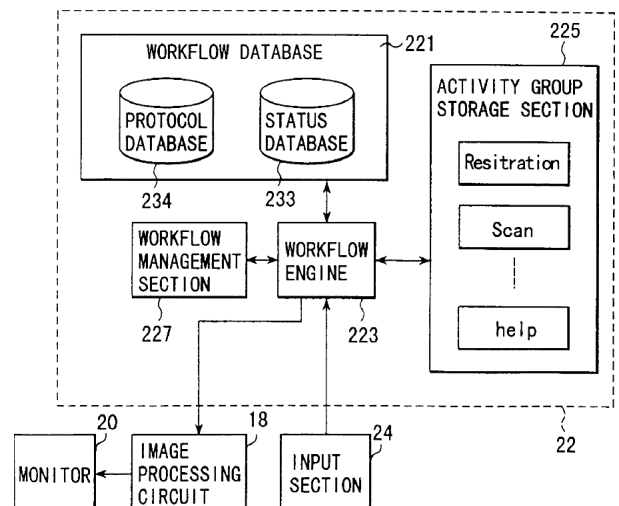 WORKFLOW DATABASE
221
PROTOCOL
DATABASE
STATUS
DATABASE
234
233
225
ACTIVITY GROUP
STORAGE SECTION
Resitration
Scan
help
WORKFLOW
MANAGEMENT
SECTION
227
WORKFLOW
ENGINE
223
22
20
MONITOR
18
IMAGE
PROCESSING
CIRCUIT
24
INPUT
SECTION